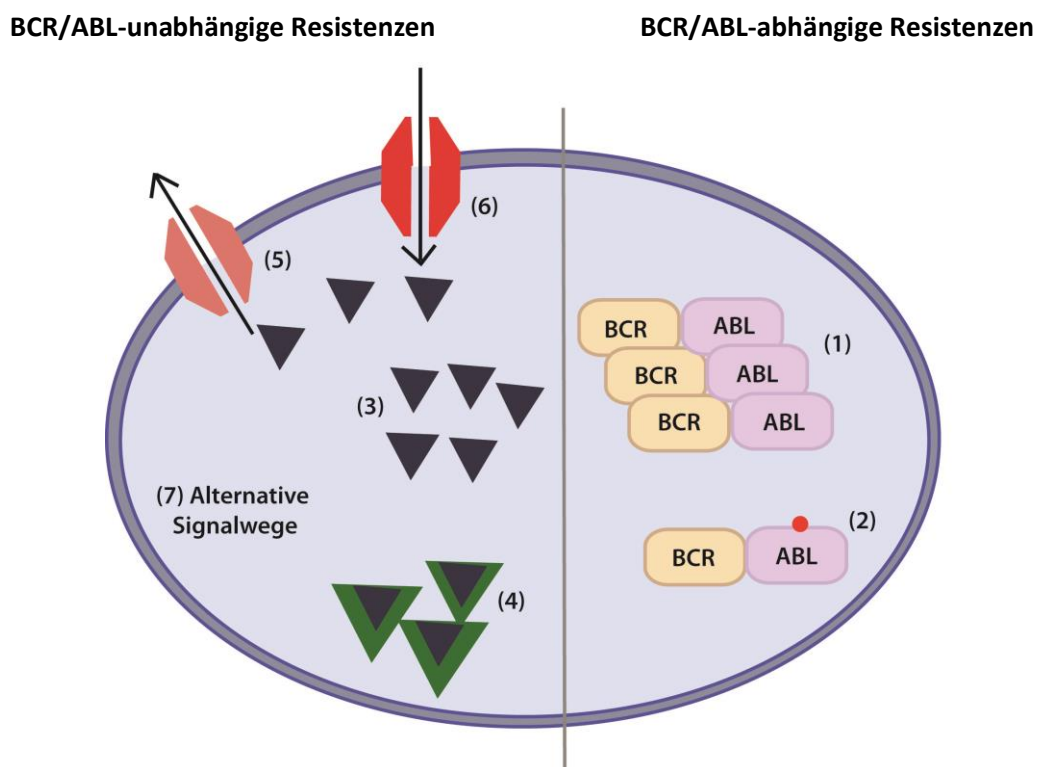 BCR/ABL-unabhängige Resistenzen
BCR/ABL-abhängige Resistenzen
(6)
(5)
BCR ABL
(1)
BCR ABL
(3)
BCR ABL
(7) Alternative
Signalwege
(2)
BCR ABL
(4)